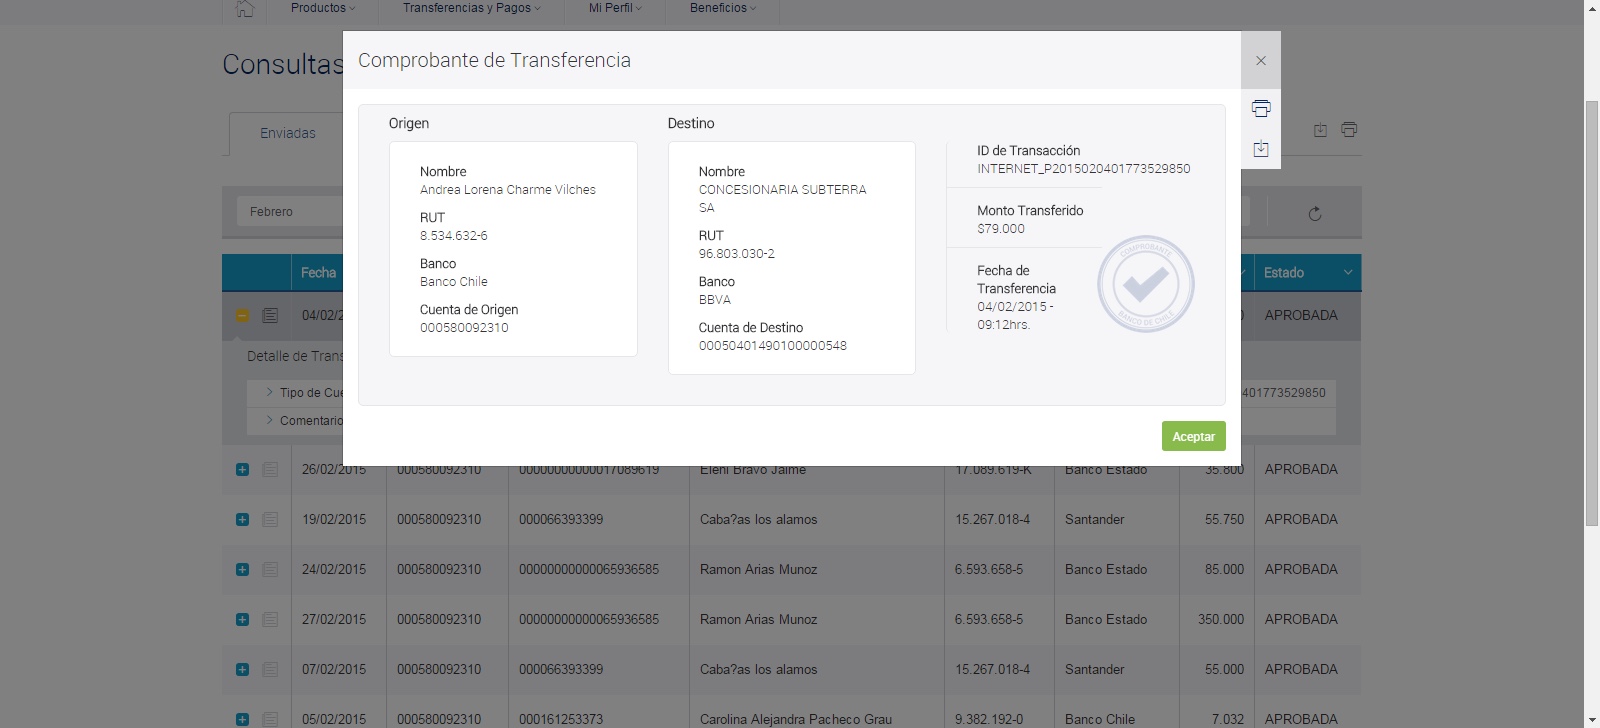 Productos
Transferencias y Pagos
Mi Perfil
Beneficios
Consultas
Comprobante de Transferencia
Enviadas
Origen
Nombre
Andrea Lorena Charme Vilches
RUT
8.534.632-6
Banco
Banco Chile
Cuenta de Origen
000580092310
Destino
Nombre
CONCESIONARIA SUBTERRA
SA
RUT
96.803.030-2
Banco
BBVA
Cuenta de Destino
00050401490100000548
ID de Transacción
INTERNET_P2015020401773529850
Monto Transferido
$79.000
Fecha de
Transferencia
04/02/2015 -
09:12hrs.
COMPROBANTE
BANCO DE CHILE
Aceptar
Febrero
Fecha
Estado
04/02/2
APROBADA
Detalle de Trans
Tipo de Cue
401773529850
Comentario
26/02/2015 000580092310 00000000000017089619 Eleni Bravo Jaime 17.089.619-K Banco Estado 35.800 APROBADA
19/02/2015 000580092310 000066393399 Caba?as los alamos 15.267.018-4 Santander 55.750 APROBADA
24/02/2015 000580092310 00000000000065936585 Ramon Arias Munoz 6.593.658-5 Banco Estado 85.000 APROBADA
27/02/2015 000580092310 00000000000065936585 Ramon Arias Munoz 6.593.658-5 Banco Estado 350.000 APROBADA
07/02/2015 000580092310 000066393399 Caba?as los alamos 15.267.018-4 Santander 55.000 APROBADA
05/02/2015 000580092310 000161253373 Carolina Alejandra Pacheco Grau 9.382.192-0 Banco Chile 7.032 APROBADA